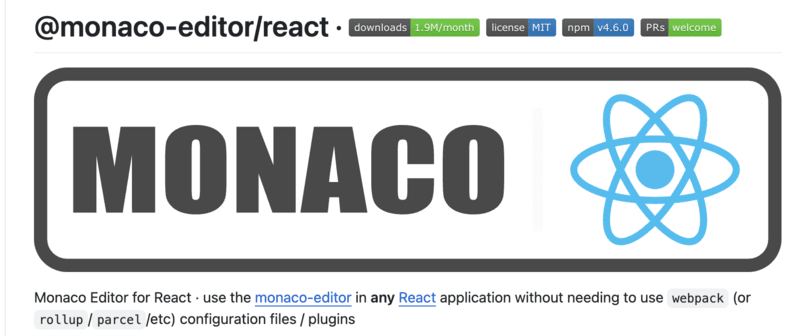 @monaco-editor/react · downloads 1.9M/month license MIT npm v4.6.0 PRs welcome
MONACO
Monaco Editor for React · use the monaco-editor in any React application without needing to use webpack (or
rollup / parcel /etc) configuration files / plugins